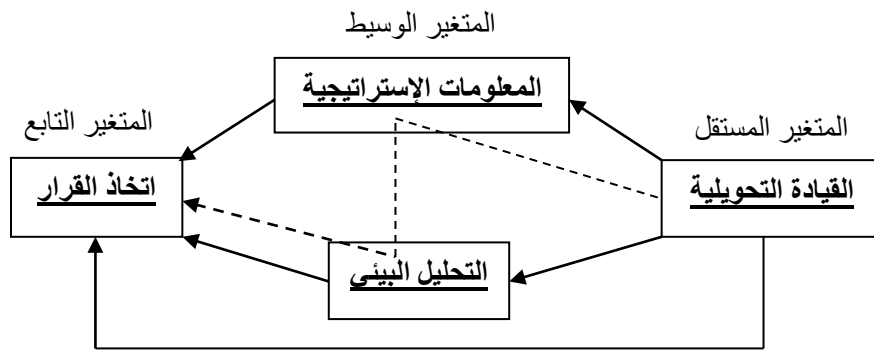 المتغير الوسيط
المعلومات الإستراتيجية
المتغير المستقل
المتغير التابع
القيادة التحويلية
اتخاذ القرار
التحليل البيئي